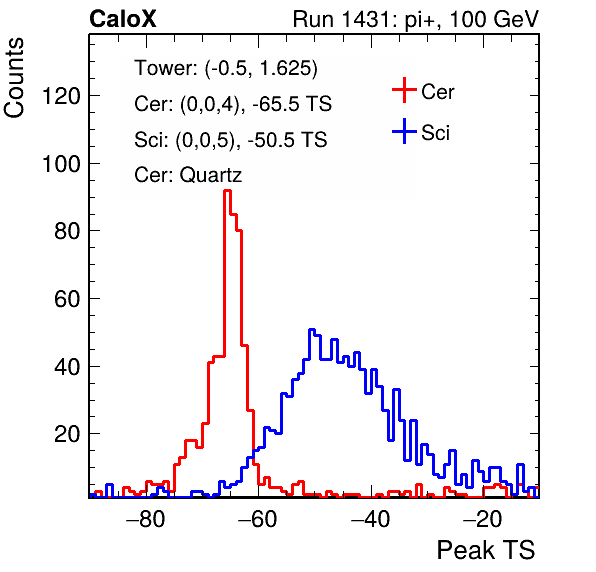 CaloX Run 1431: pi+, 100 GeV
Counts
Tower: (-0.5, 1.625)
Cer: (0,0,4), -65.5 TS
Sci: (0,0,5), -50.5 TS
Cer: Quartz
Cer
Sci
120
100
80
60
40
20
−80 −60 −40 −20
Peak TS